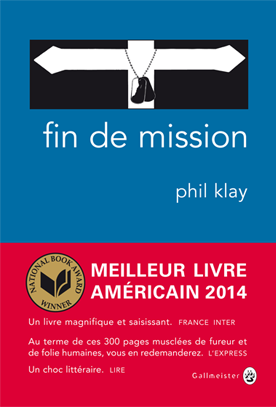 fin de mission
phil klay
NATIONAL BOOK AWARD
WINNER
MEILLEUR LIVRE
AMÉRICAIN 2014
Un livre magnifique et saisissant. FRANCE INTER
Au terme de ces 300 pages musclées de fureur et
de folie humaines, vous en redemanderez. L'EXPRESS
Un choc littéraire. LIRE
Gallmeister